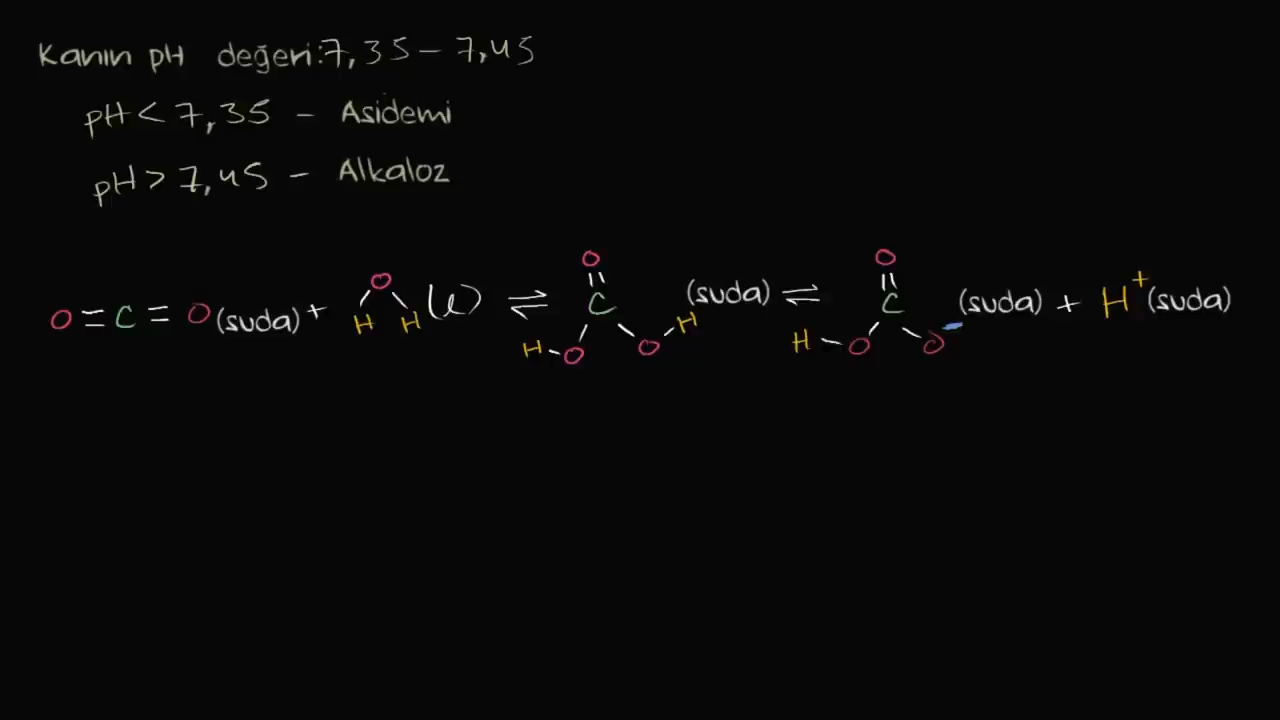 Kanın pH değeri: 7,35 – 7,45
pH < 7,35 – Asidemi
pH > 7,45 – Alkaloz
O=C=O (suda) + H-O-H (l) ⇌ H-O-C(=O)-O-H (suda) ⇌ H-O-C(=O)-O⁻ (suda) + H⁺ (suda)